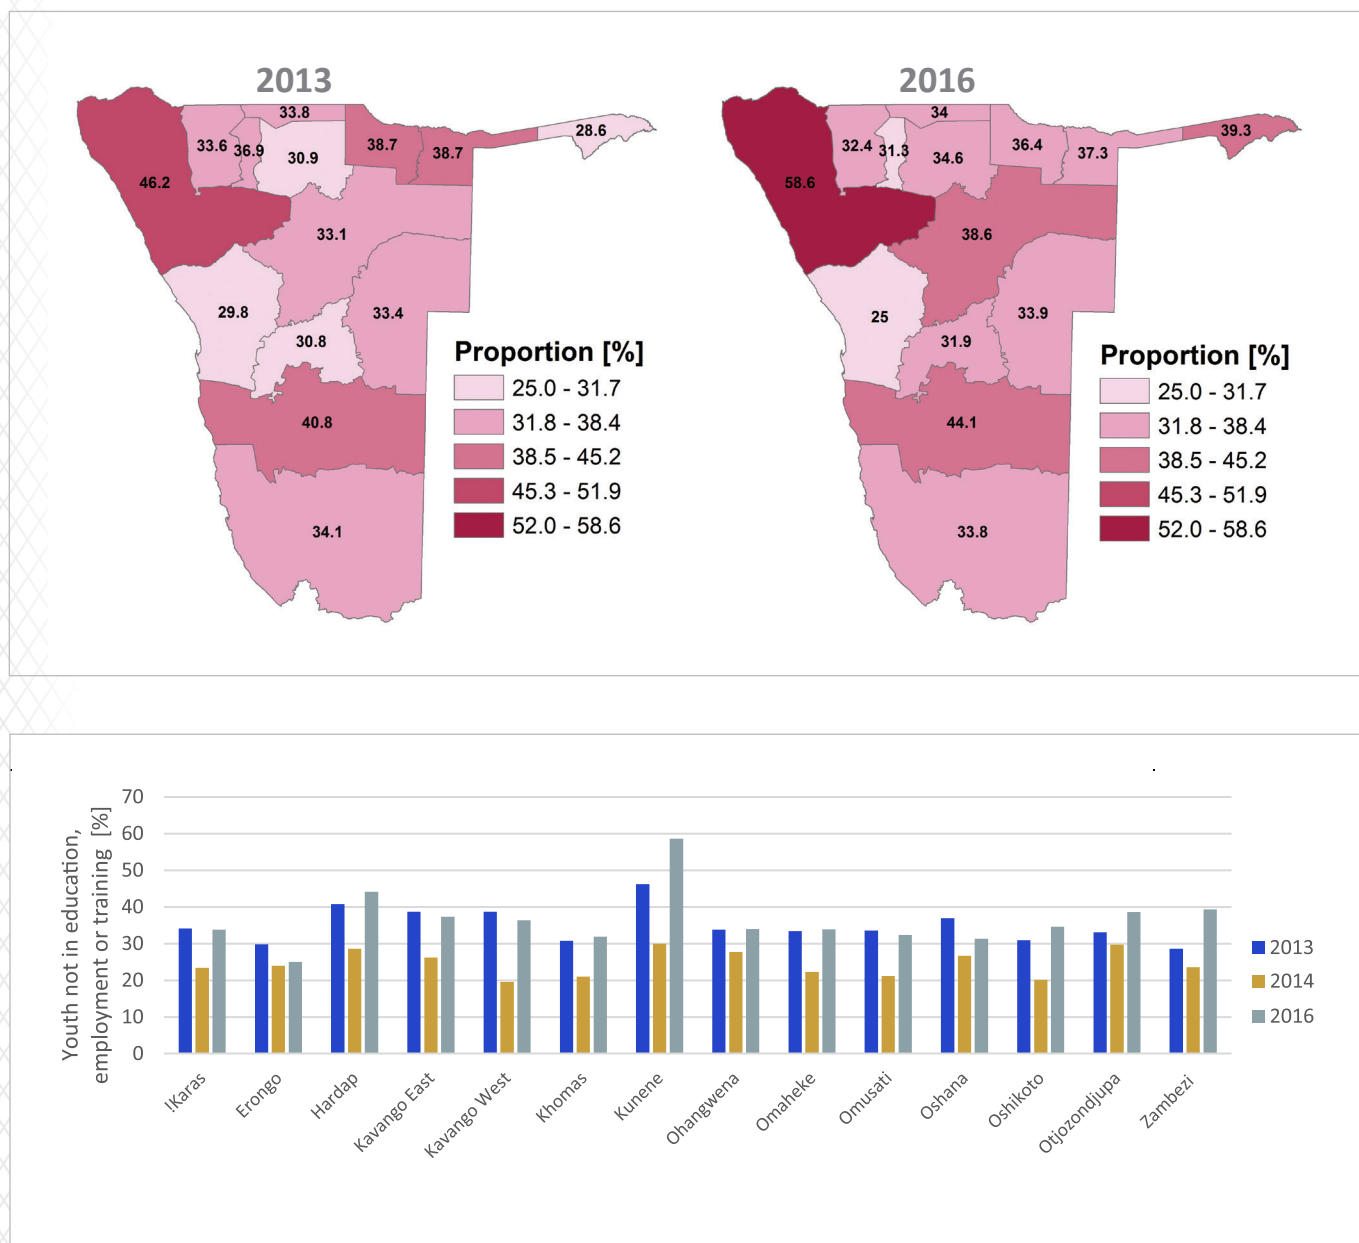 2013
33.8
28.6
33.6
36.9
30.9
38.7
38.7
46.2
33.1
29.8
33.4
30.8
40.8
34.1
Proportion [%]
25.0 - 31.7
31.8 - 38.4
38.5 - 45.2
45.3 - 51.9
52.0 - 58.6
2016
34
39.3
32.4
31.3
34.6
36.4
37.3
58.6
38.6
25
33.9
31.9
44.1
33.8
Proportion [%]
25.0 - 31.7
31.8 - 38.4
38.5 - 45.2
45.3 - 51.9
52.0 - 58.6
Youth not in education,
employment or training [%]
70
60
50
40
30
20
10
0
!Karas
Erongo
Hardap
Kavango East
Kavango West
Khomas
Kunene
Ohangwena
Omaheke
Omusati
Oshana
Oshikoto
Otjozondjupa
Zambezi
2013
2014
2016